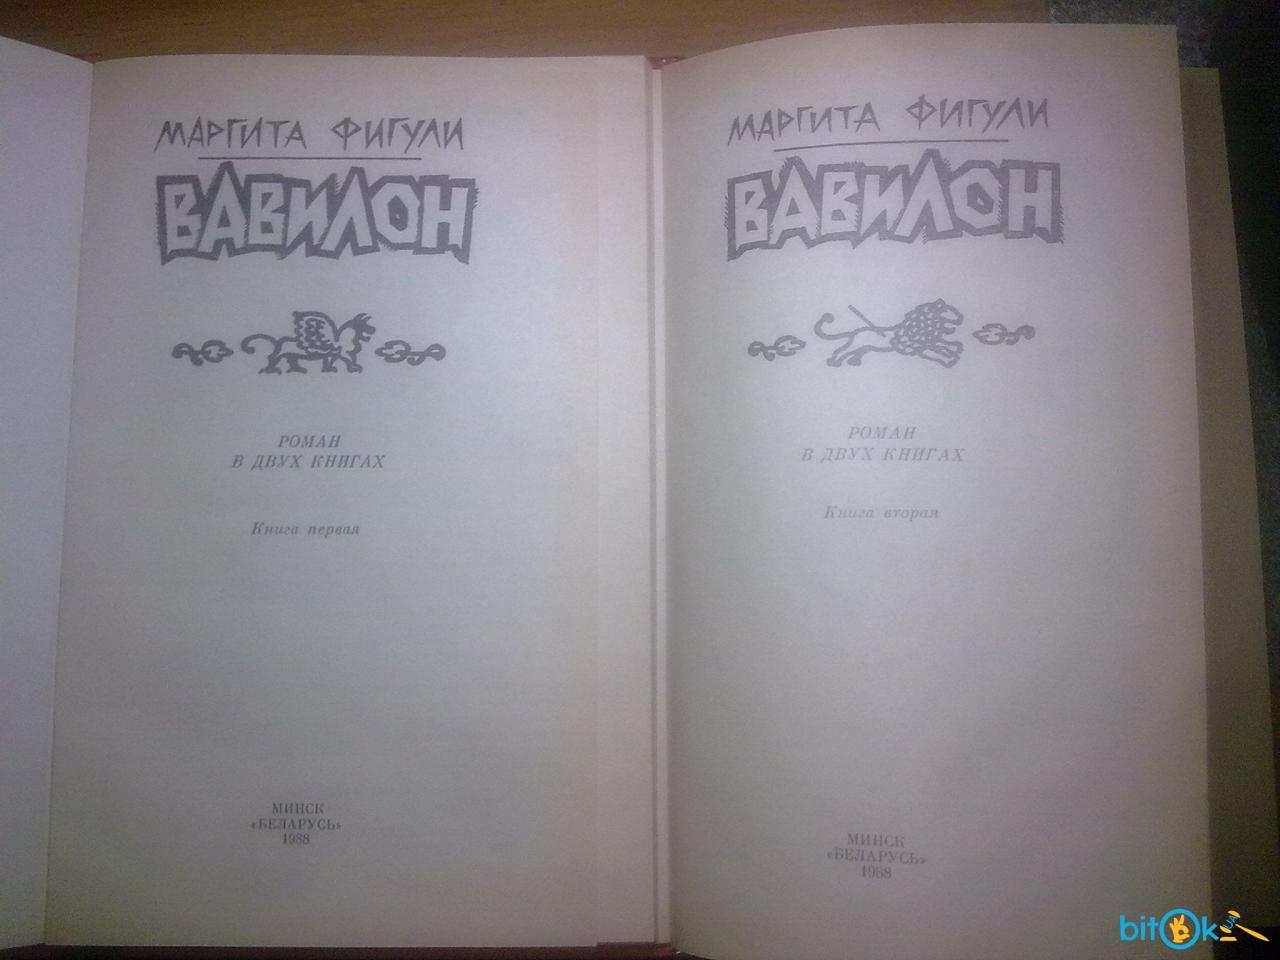 МАРГИТА ФИГУЛИ
ВАВИЛОН
РОМАН
В ДВУХ КНИГАХ
Книга первая
МИНСК
«БЕЛАРУСЬ»
1988
МАРГИТА ФИГУЛИ
ВАВИЛОН
РОМАН
В ДВУХ КНИГАХ
Книга вторая
МИНСК
«БЕЛАРУСЬ»
1988
bitOk UA